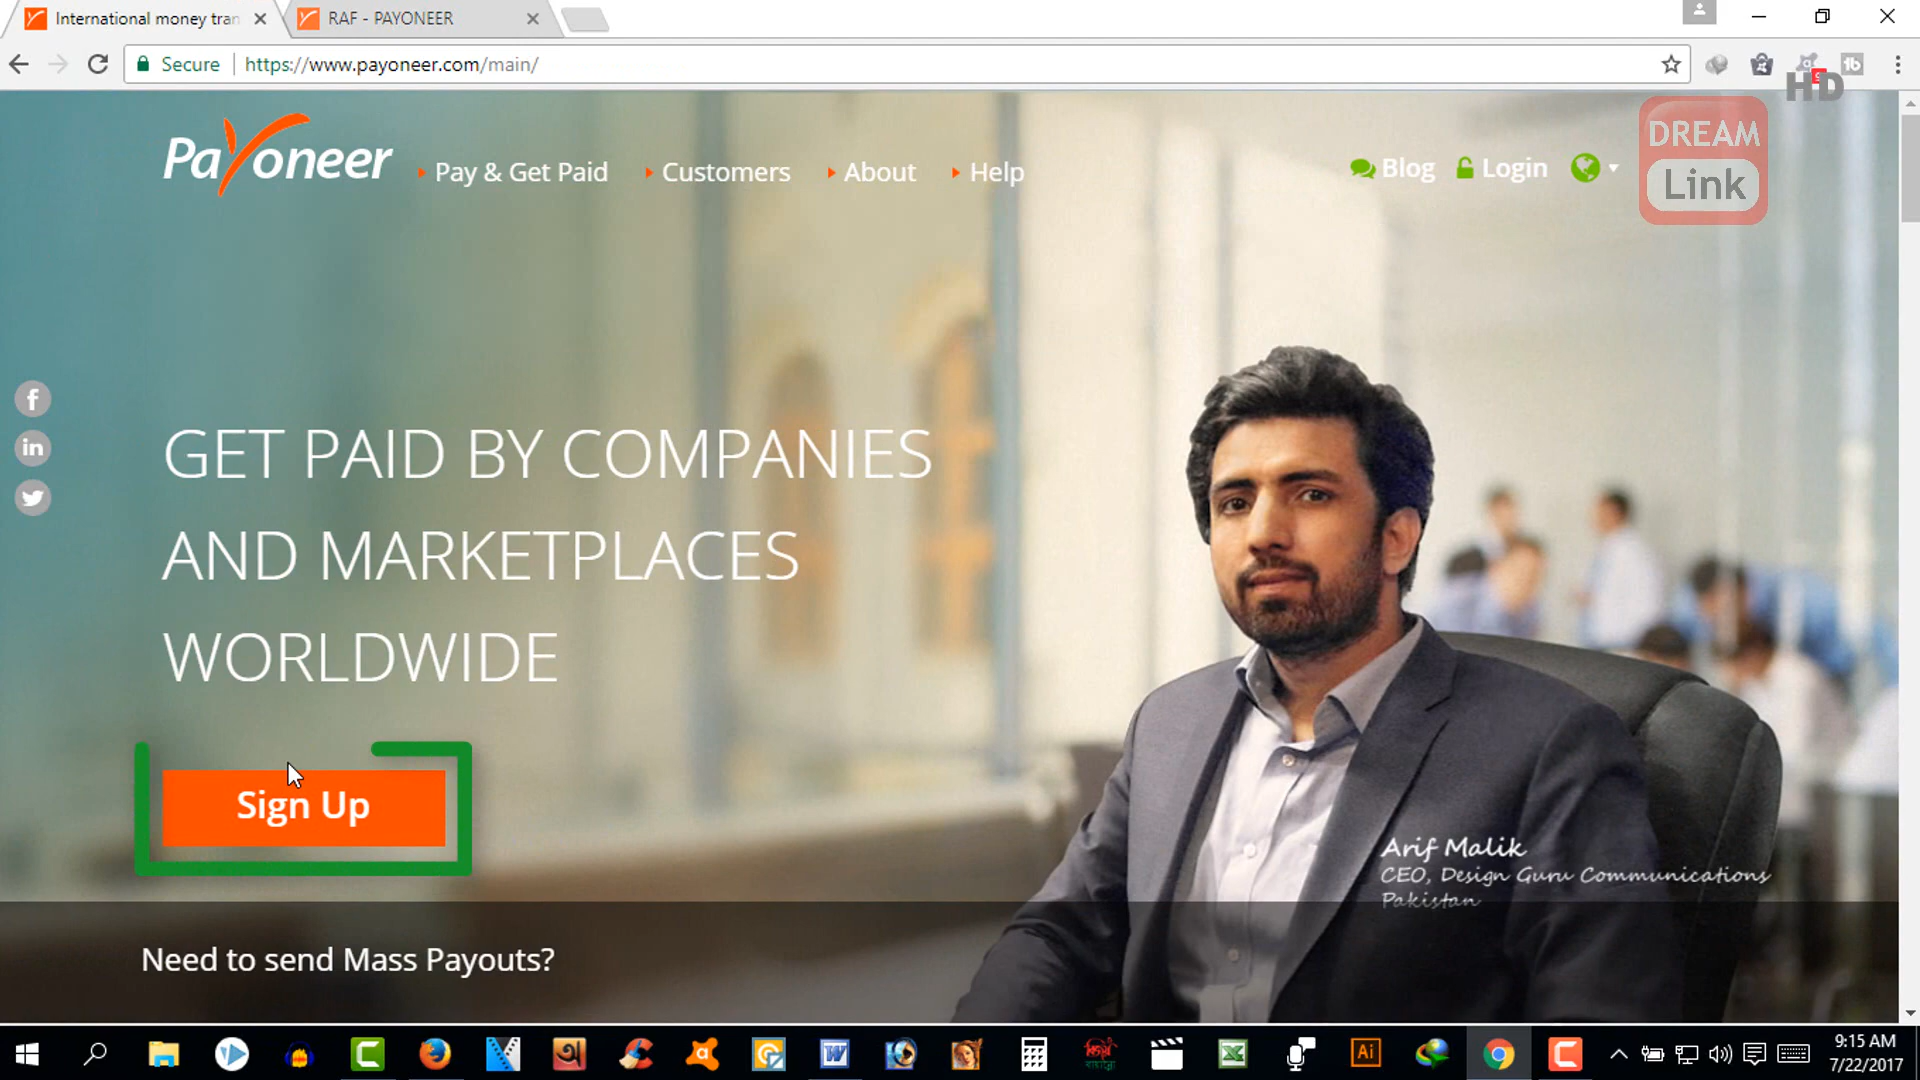 International money tran
RAF - PAYONEER
Secure
https://www.payoneer.com/main/
HD
DREAM
Link
Payoneer
Pay & Get Paid
Customers
About
Help
Blog
Login
GET PAID BY COMPANIES
AND MARKETPLACES
WORLDWIDE
Sign Up
Arif Malik
CEO, Design Guru Communications
Pakistan
Need to send Mass Payouts?
9:15 AM
7/22/2017